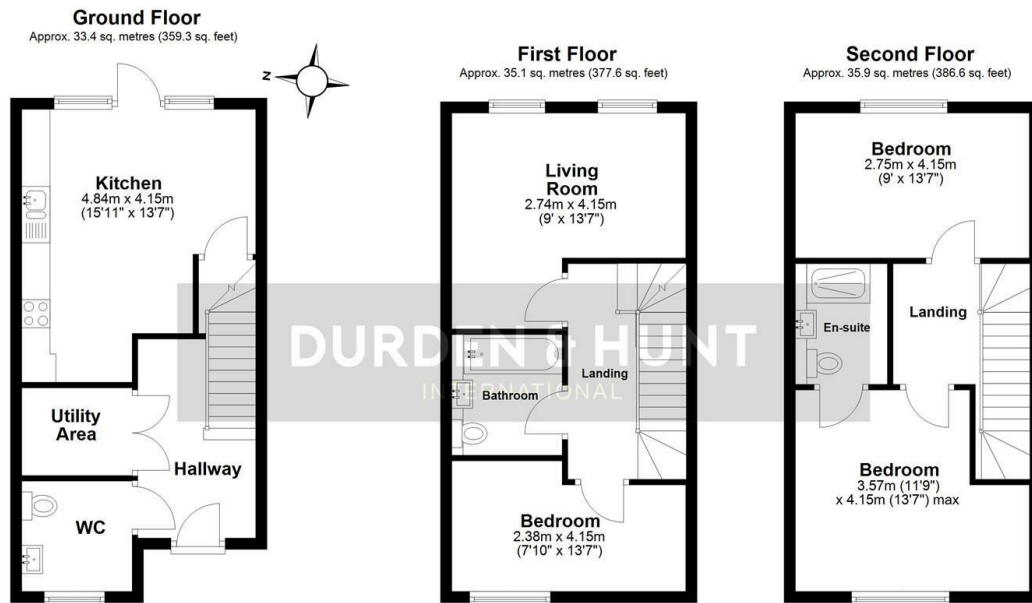 Ground Floor
Approx. 33.4 sq. metres (359.3 sq. feet)
Z
Kitchen
4.84m x 4.15m
(15'11" x 13'7")
Utility
Area
Hallway
WC
First Floor
Approx. 35.1 sq. metres (377.6 sq. feet)
Living
Room
2.74m x 4.15m
(9' x 13'7")
Landing
Bathroom
Bedroom
2.38m x 4.15m
(7'10" x 13'7")
Second Floor
Approx. 35.9 sq. metres (386.6 sq. feet)
Bedroom
2.75m x 4.15m
(9' x 13'7")
En-suite
Landing
Bedroom
3.57m (11'9")
x 4.15m (13'7") max
DURDEN & HUNT
INTERNATIONAL